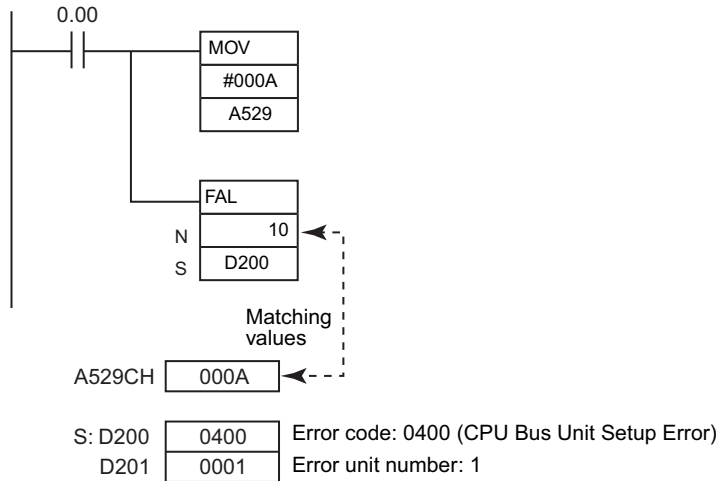 0.00
MOV
#000A
A529
FAL
N 10
S D200
Matching
values
A529CH 000A
S: D200 0400 Error code: 0400 (CPU Bus Unit Setup Error)
D201 0001 Error unit number: 1